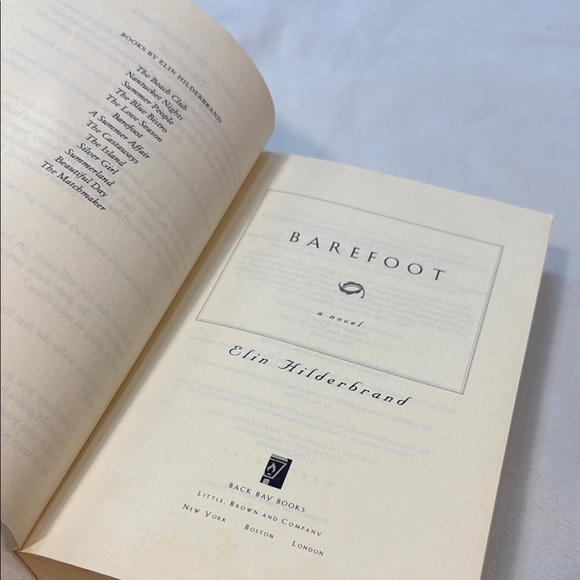 BOOKS BY ELIN HILDERBRAND
The Beach Club
Nantucket Nights
Summer People
The Blue Bistro
The Love Season
Barefoot
A Summer Affair
The Castaways
The Island
Silver Girl
Summerland
Beautiful Day
The Matchmaker
BAREFOOT
a novel
Elin Hilderbrand
BACK BAY BOOKS
LITTLE, BROWN AND COMPANY
NEW YORK BOSTON LONDON